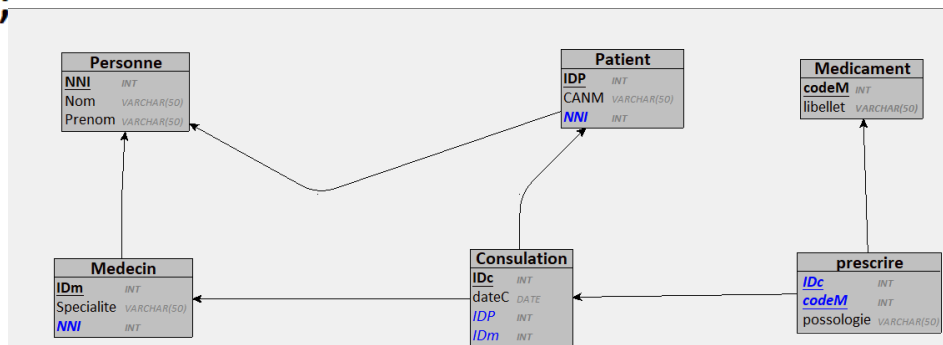 ;
Personne
NNI INT
Nom VARCHAR(50)
Prenom VARCHAR(50)
Patient
IDP INT
CANM VARCHAR(50)
NNI INT
Medicament
codeM INT
libellet VARCHAR(50)
Medecin
IDm INT
Specialite VARCHAR(50)
NNI INT
Consulation
IDc INT
dateC DATE
IDP INT
IDm INT
prescrire
IDc INT
codeM INT
possologie VARCHAR(50)